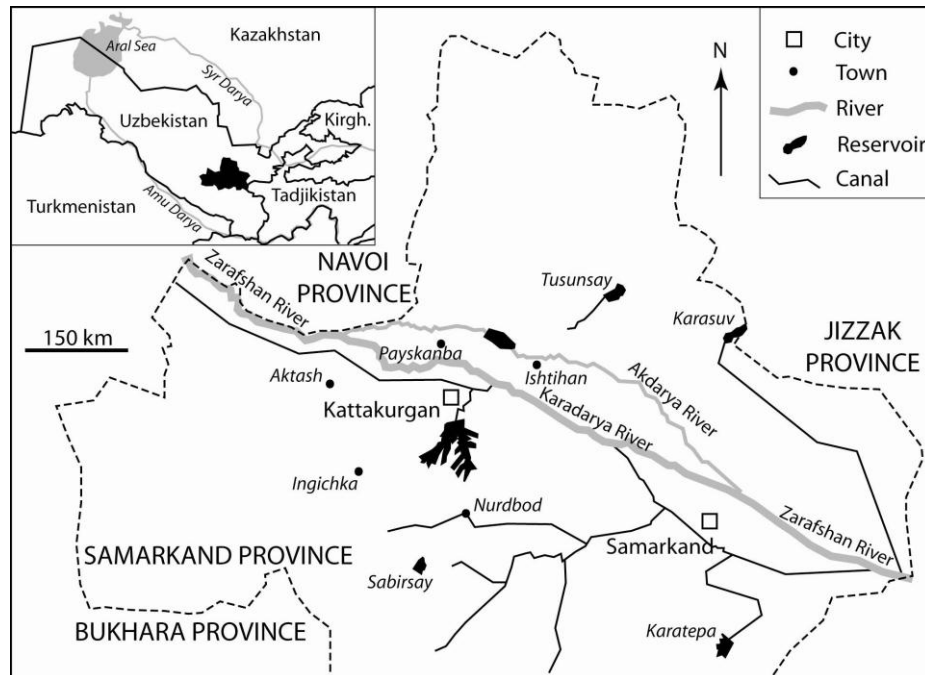 Aral Sea
Kazakhstan
Syr Darya
Uzbekistan
Kirgh.
Tadjikistan
Turkmenistan
Amu Darya
N
City
Town
River
Reservoir
Canal
NAVOI
PROVINCE
Zarafshan River
150 km
Tusunsay
Karasuv
JIZZAK
PROVINCE
Payskanba
Ishtihan
Akdarya River
Aktash
Kattakurgan
Karadarya River
Ingichka
Nurdbod
Samarkand
Zarafshan River
SAMARKAND PROVINCE
Sabirsay
BUKHARA PROVINCE
Karatepa